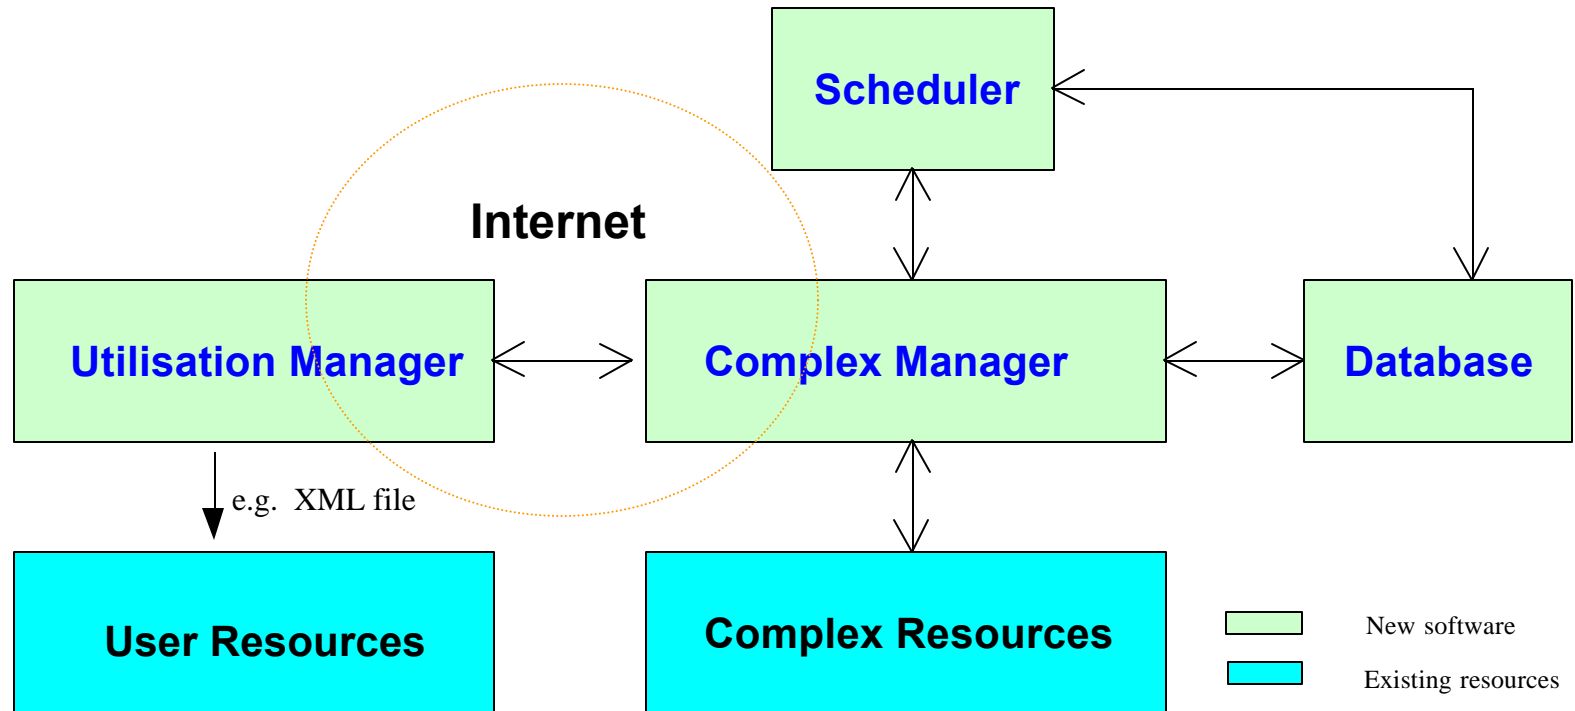 Scheduler
Internet
Utilisation Manager
Complex Manager
Database
e.g. XML file
User Resources
Complex Resources
New software
Existing resources